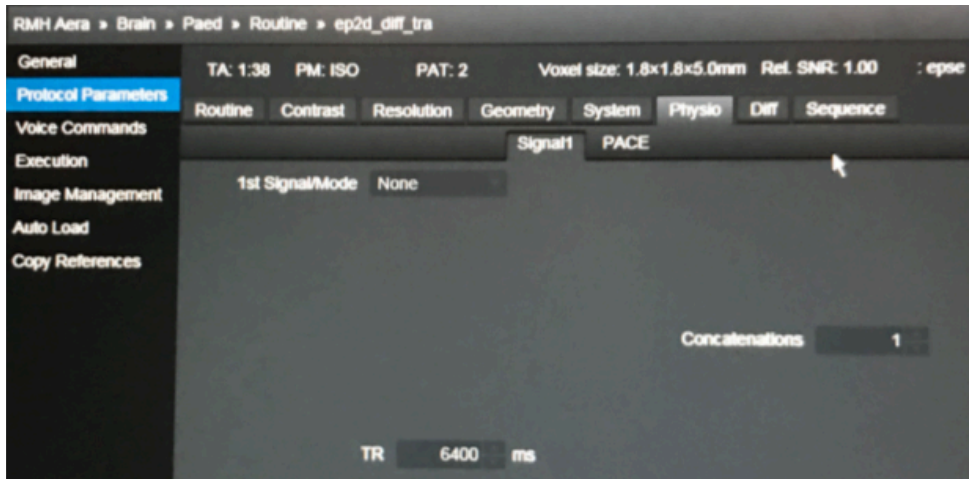 RMH Aera » Brain » Paed » Routine » ep2d_diff_tra
General
TA: 1:38 PM: ISO PAT: 2 Voxel size: 1.8×1.8×5.0mm Rel. SNR: 1.00 : epse
Protocol Parameters
Routine Contrast Resolution Geometry System Physio Diff Sequence
Voice Commands
Signal1 PACE
Execution
1st Signal/Mode None
Image Management
Auto Load
Copy References
Concatenations 1
TR 6400 ms